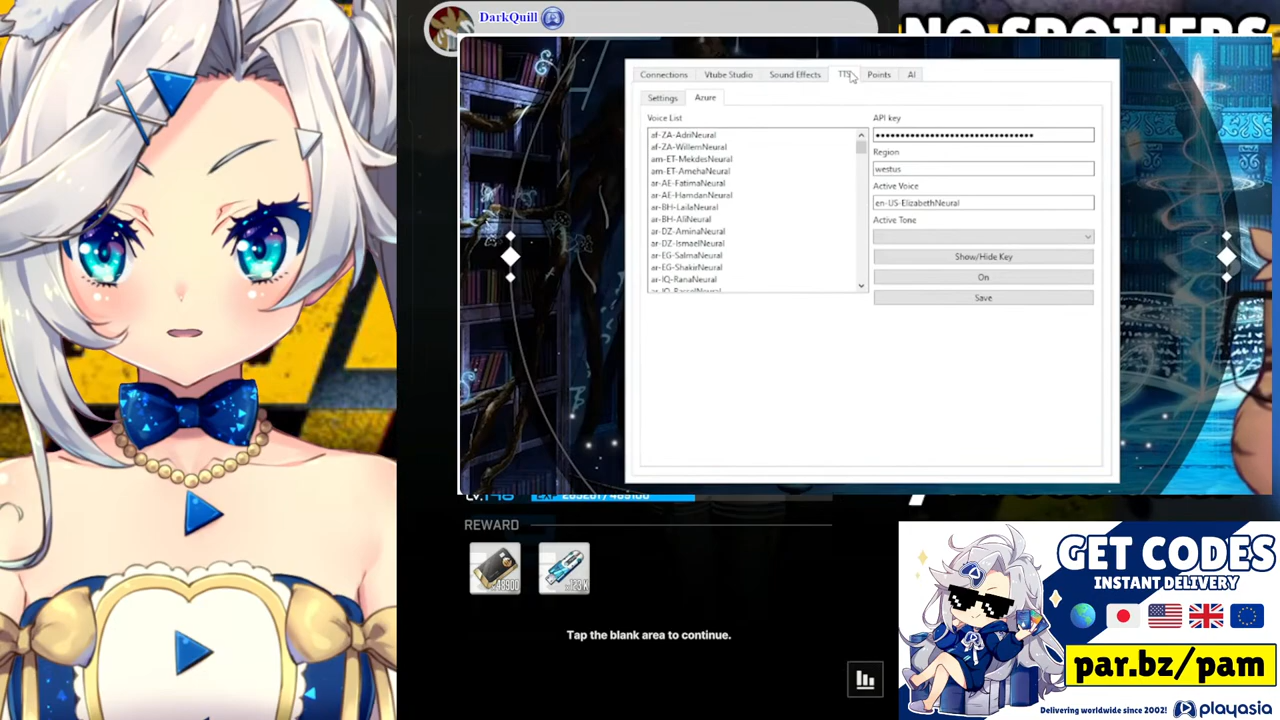 DarkQuill
NO SPOILERS
Connections
Vtube Studio
Sound Effects
TTS
Points
AI
Settings
Azure
Voice List
af-ZA-AdriNeural
af-ZA-WillemNeural
am-ET-MekdesNeural
am-ET-AmehaNeural
ar-AE-FatimaNeural
ar-AE-HamdanNeural
ar-BH-LailaNeural
ar-BH-AliNeural
ar-DZ-AminaNeural
ar-DZ-IsmaelNeural
ar-EG-SalmaNeural
ar-EG-ShakirNeural
ar-IQ-RanaNeural
ar-IQ-BasselNeural
API key
Region
westus
Active Voice
en-US-ElizabethNeural
Active Tone
Show/Hide Key
On
Save
REWARD
Tap the blank area to continue.
GET CODES
INSTANT DELIVERY
par.bz/pam
Delivering worldwide since 2002!
playasia